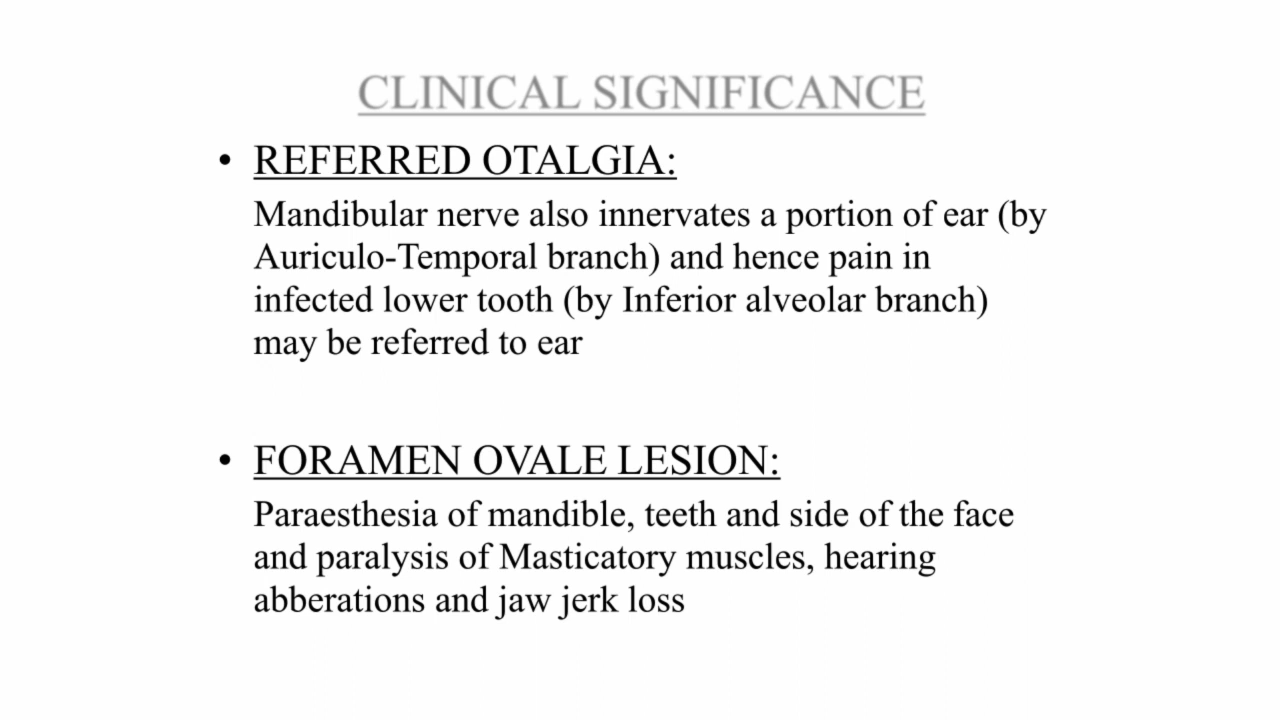 CLINICAL SIGNIFICANCE
• REFERRED OTALGIA:
Mandibular nerve also innervates a portion of ear (by
Auriculo-Temporal branch) and hence pain in
infected lower tooth (by Inferior alveolar branch)
may be referred to ear
• FORAMEN OVALE LESION:
Paraesthesia of mandible, teeth and side of the face
and paralysis of Masticatory muscles, hearing
abberations and jaw jerk loss